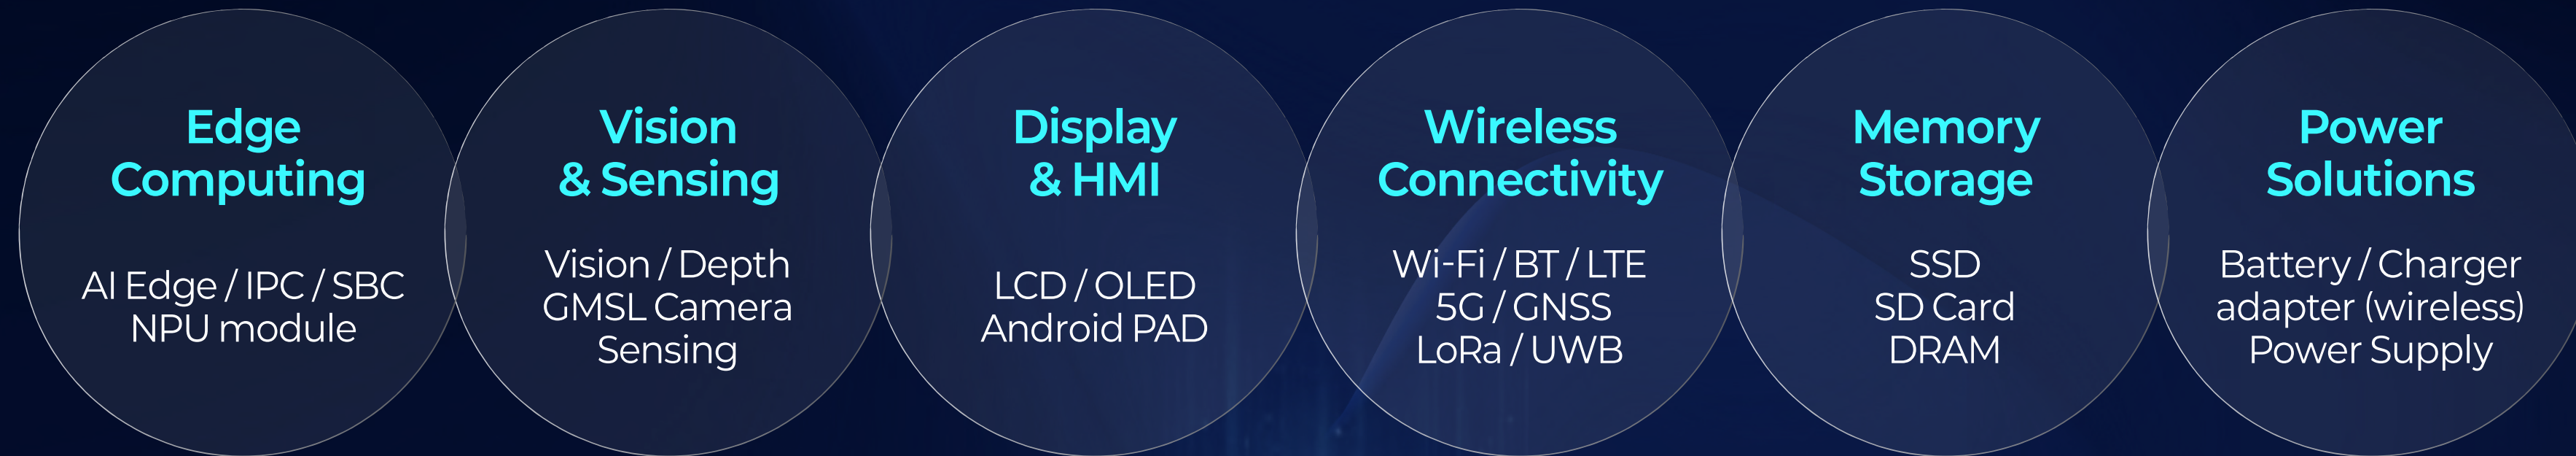 Edge
Computing
AI Edge / IPC / SBC
NPU module
Vision
& Sensing
Vision / Depth
GMSL Camera
Sensing
Display
& HMI
LCD / OLED
Android PAD
Wireless
Connectivity
Wi-Fi / BT / LTE
5G / GNSS
LoRa / UWB
Memory
Storage
SSD
SD Card
DRAM
Power
Solutions
Battery / Charger
adapter (wireless)
Power Supply